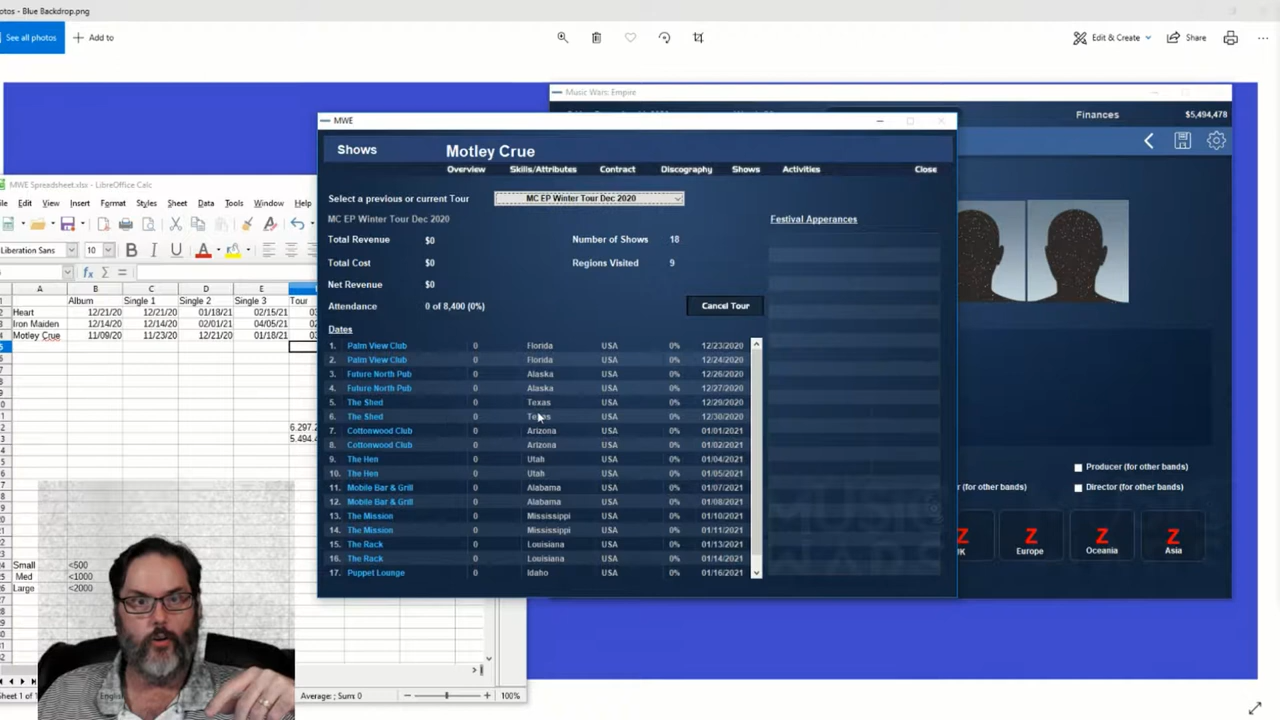 otos - Blue Backdrop.png
See all photos + Add to Edit & Create Share
Music Wars: Empire
Finances $5,494,478
MWE
Shows Motley Crue
Overview Skills/Attributes Contract Discography Shows Activities Close
Select a previous or current Tour MC EP Winter Tour Dec 2020
MC EP Winter Tour Dec 2020 Festival Apperances
Total Revenue $0 Number of Shows 18
Total Cost $0 Regions Visited 9
Net Revenue $0
Attendance 0 of 8,400 (0%) Cancel Tour
Dates
1. Palm View Club 0 Florida USA 0% 12/23/2020
2. Palm View Club 0 Florida USA 0% 12/24/2020
3. Future North Pub 0 Alaska USA 0% 12/26/2020
4. Future North Pub 0 Alaska USA 0% 12/27/2020
5. The Shed 0 Texas USA 0% 12/29/2020
6. The Shed 0 Texas USA 0% 12/30/2020
7. Cottonwood Club 0 Arizona USA 0% 01/01/2021
8. Cottonwood Club 0 Arizona USA 0% 01/02/2021
9. The Hen 0 Utah USA 0% 01/04/2021
10. The Hen 0 Utah USA 0% 01/05/2021
11. Mobile Bar & Grill 0 Alabama USA 0% 01/07/2021
12. Mobile Bar & Grill 0 Alabama USA 0% 01/08/2021
13. The Mission 0 Mississippi USA 0% 01/10/2021
14. The Mission 0 Mississippi USA 0% 01/11/2021
15. The Rack 0 Louisiana USA 0% 01/13/2021
16. The Rack 0 Louisiana USA 0% 01/14/2021
17. Puppet Lounge 0 Idaho USA 0% 01/16/2021
MWE Spreadsheet.xlsx - LibreOffice Calc
Edit View Insert Format Styles Sheet Data Tools Window Help
Liberation Sans 10
A B C D E
Album Single 1 Single 2 Single 3 Tour
Heart 12/21/20 12/14/20 01/18/21 02/15/21
Iron Maiden 12/14/20 12/14/20 02/01/21 04/05/21
Motley Crue 11/09/20 11/23/20 12/21/20 01/18/21
6.297.
5.494.4
Small <500
Med <1000
Large <2000
Average: ; Sum: 0 100%
Producer (for other bands)
r (for other bands) Director (for other bands)
Z Z Z Z
UK Europe Oceania Asia